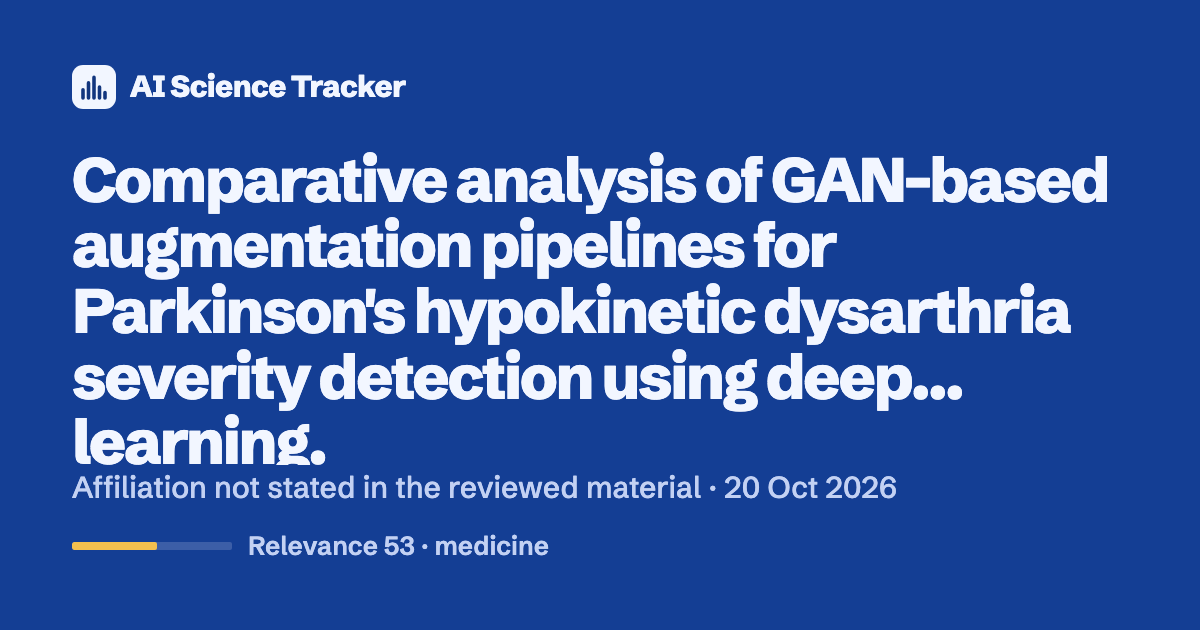 AI Science Tracker
Comparative analysis of GAN-based
augmentation pipelines for
Parkinson's hypokinetic dysarthria
severity detection using deep...
learning.
Affiliation not stated in the reviewed material · 20 Oct 2026
Relevance 53 · medicine